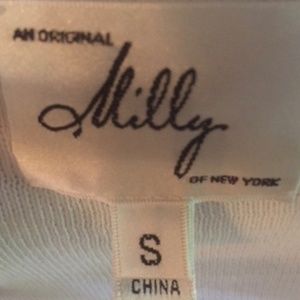 AN ORIGINAL
Milly
OF NEW YORK
S
CHINA